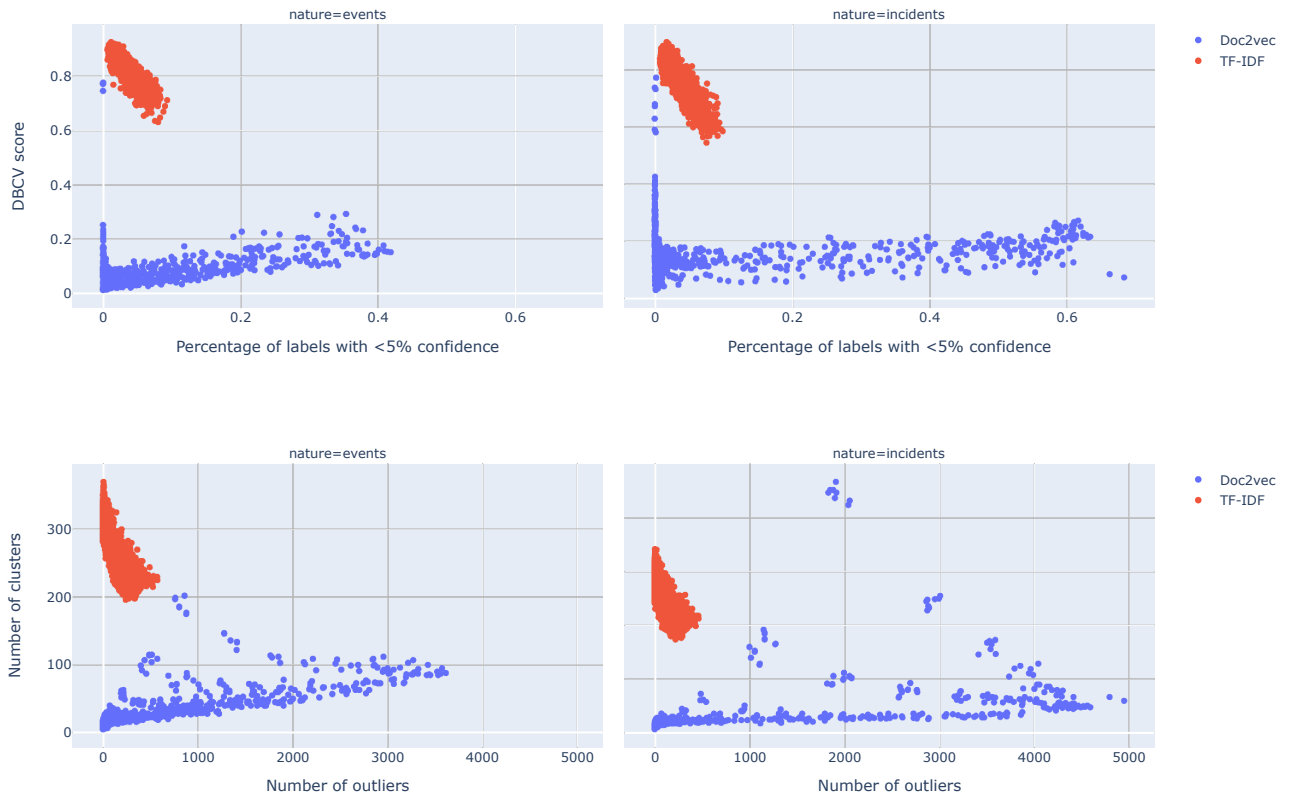 nature=events
nature=incidents
Doc2vec
TF-IDF
DBCV score
0.8
0.6
0.4
0.2
0
0 0.2 0.4 0.6
0 0.2 0.4 0.6
Percentage of labels with <5% confidence
Percentage of labels with <5% confidence
nature=events
nature=incidents
Doc2vec
TF-IDF
Number of clusters
300
200
100
0
0 1000 2000 3000 4000 5000
0 1000 2000 3000 4000 5000
Number of outliers
Number of outliers